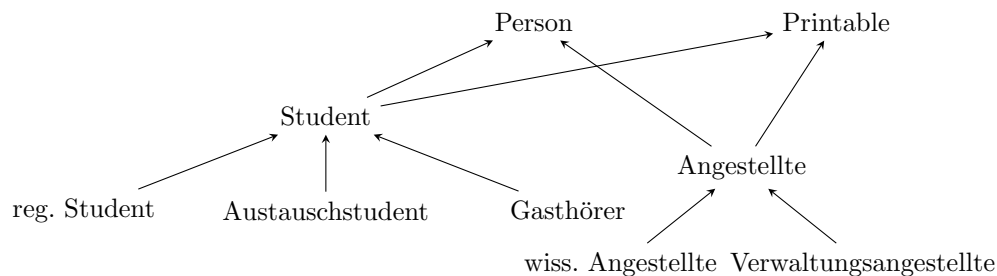 Person
Printable
Student
Angestellte
reg. Student
Austauschstudent
Gasthörer
wiss. Angestellte
Verwaltungsangestellte